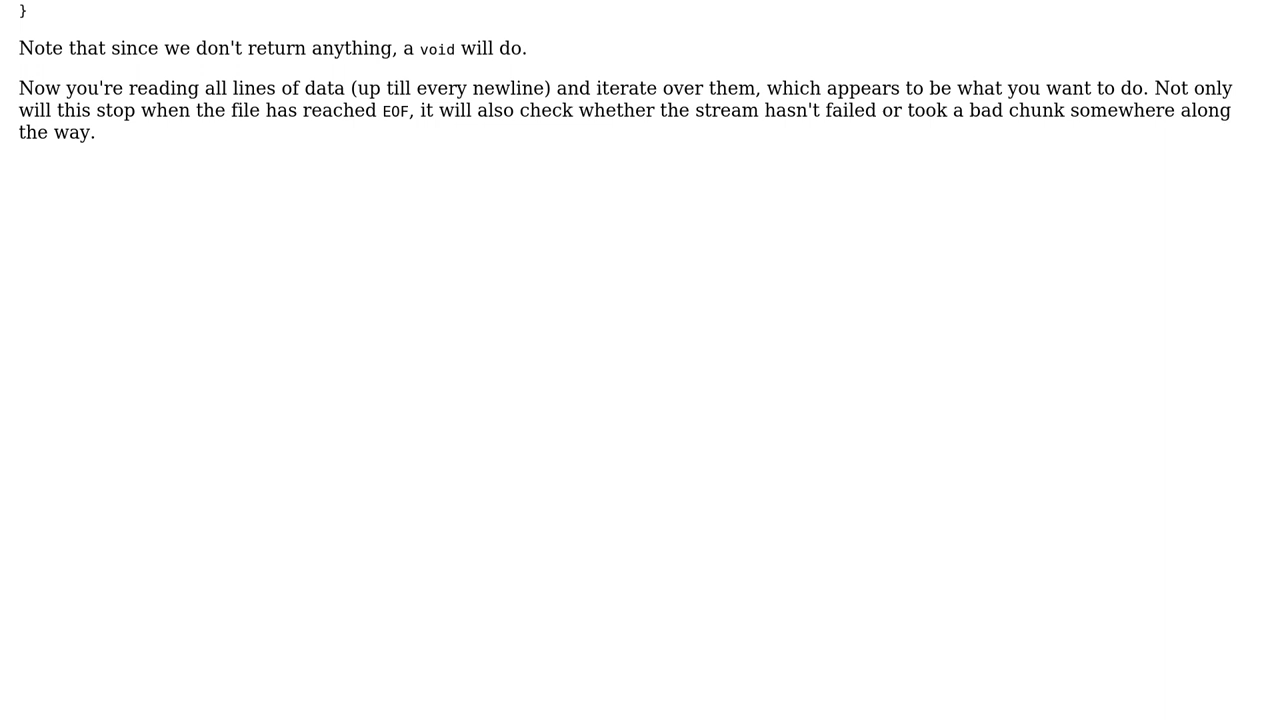 }
Note that since we don't return anything, a void will do.
Now you're reading all lines of data (up till every newline) and iterate over them, which appears to be what you want to do. Not only
will this stop when the file has reached EOF, it will also check whether the stream hasn't failed or took a bad chunk somewhere along
the way.